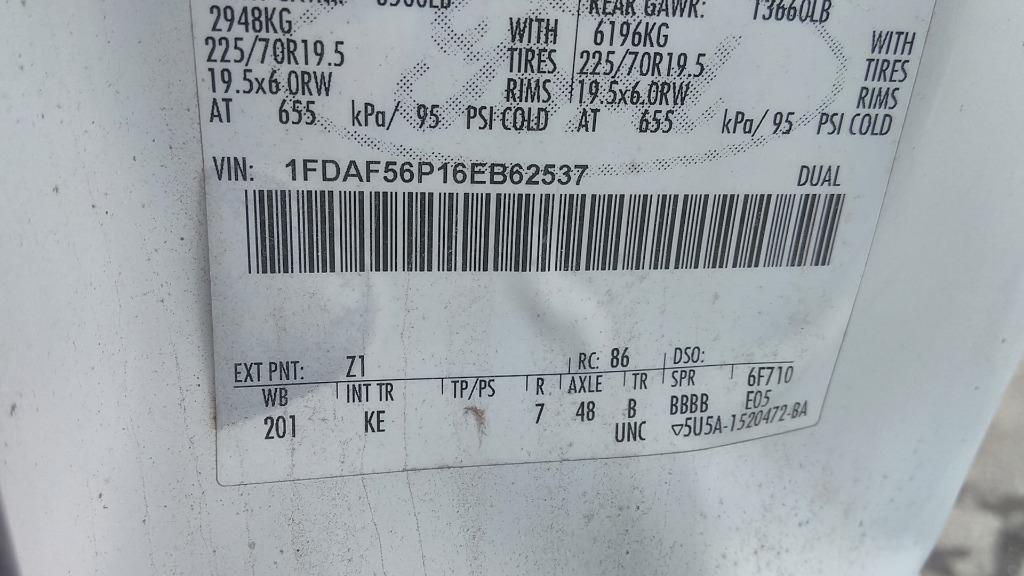 REAR GAWR: 13660LB
2948KG WITH 6196KG WITH
225/70R19.5 TIRES 225/70R19.5 TIRES
19.5x6.0RW RIMS 19.5x6.0RW RIMS
AT 655 kPa/ 95 PSI COLD AT 655 kPa/ 95 PSI COLD
VIN: 1FDAF56P16EB62537 DUAL
EXT PNT: Z1 RC: 86 DSO:
WB INT TR TP/PS R AXLE TR SPR 6F710
201 KE 7 48 B BBBB E05
UNC ▽5U5A-1520472-BA